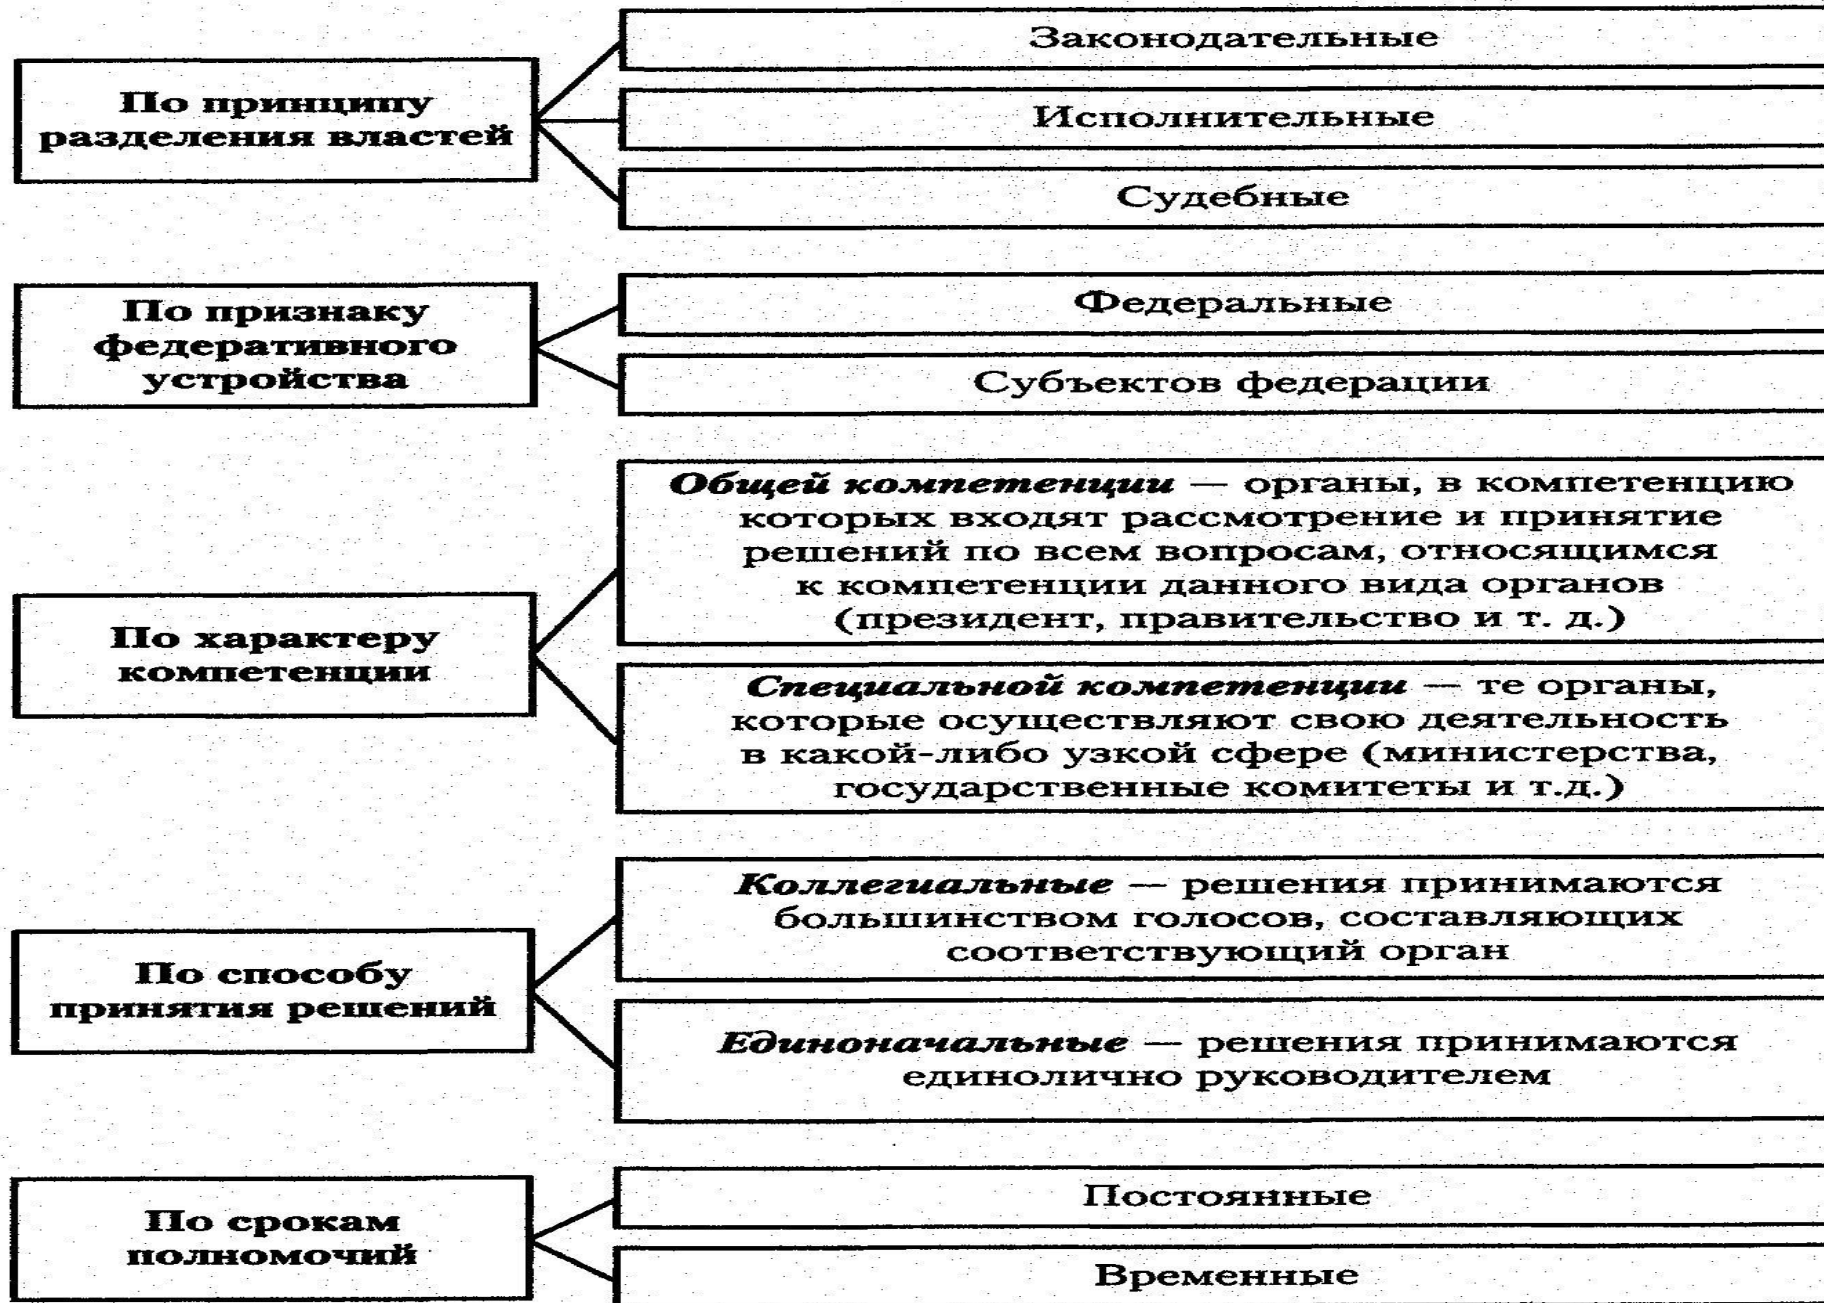 По принципу
разделения властей
Законодательные
Исполнительные
Судебные
По признаку
федеративного
устройства
Федеральные
Субъектов федерации
По характеру
компетенции
Общей компетенции — органы, в компетенцию
которых входят рассмотрение и принятие
решений по всем вопросам, относящимся
к компетенции данного вида органов
(президент, правительство и т. д.)
Специальной компетенции — те органы,
которые осуществляют свою деятельность
в какой-либо узкой сфере (министерства,
государственные комитеты и т.д.)
По способу
принятия решений
Коллегиальные — решения принимаются
большинством голосов, составляющих
соответствующий орган
Единоначальные — решения принимаются
единолично руководителем
По срокам
полномочий
Постоянные
Временные